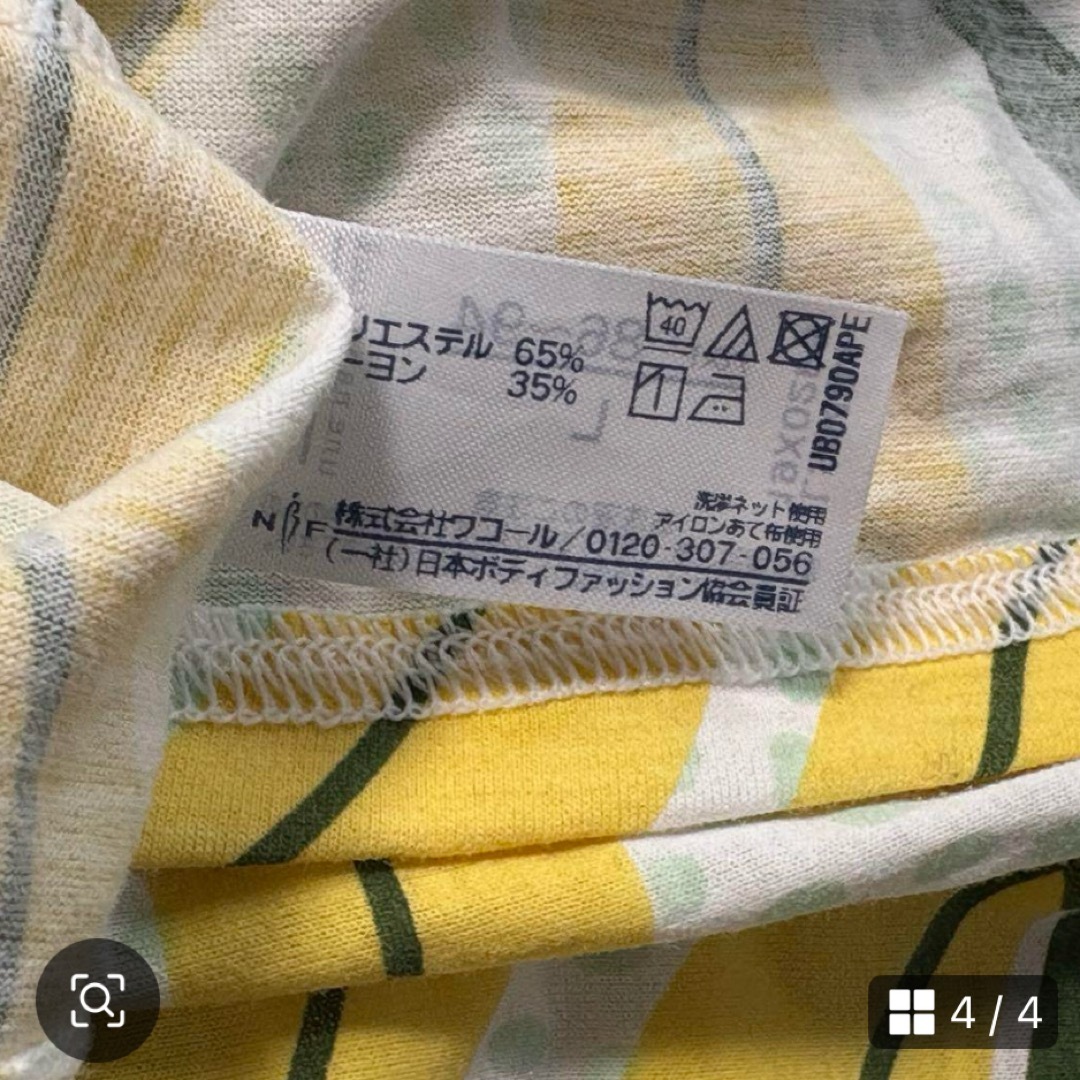 リエステル 65%
ーヨン 35%
40
UB0790APE
洗濯ネット使用
アイロンあて布使用
NBF 株式会社ワコール/0120-307-056
(一社)日本ボディファッション協会員証
4 / 4